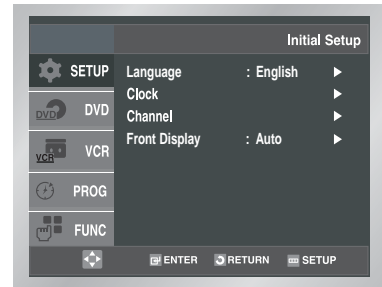 Initial Setup
SETUP
Language : English ►
Clock ►
Channel ►
Front Display : Auto ►
DVD DVD
VCR VCR
PROG
FUNC
ENTER RETURN SETUP